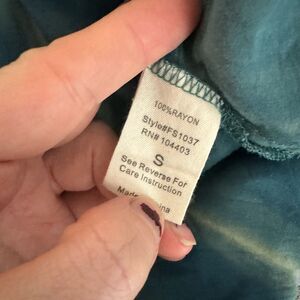 100%RAYON
Style#FS1037
RN# 104403
S
See Reverse For
Care Instruction
Made